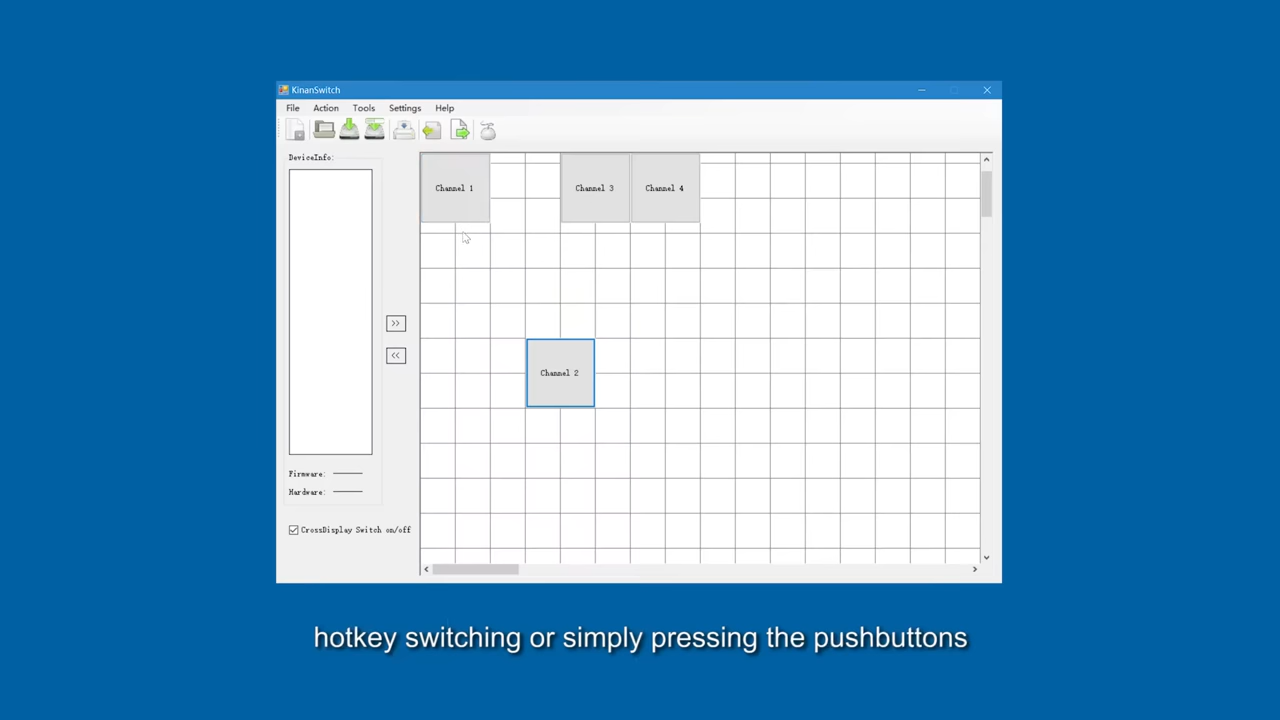 KinanSwitch
File Action Tools Settings Help
DeviceInfo:
Channel 1
Channel 3
Channel 4
>>
<<
Channel 2
Firmware:
Hardware:
CrossDisplay Switch on/off
hotkey switching or simply pressing the pushbuttons